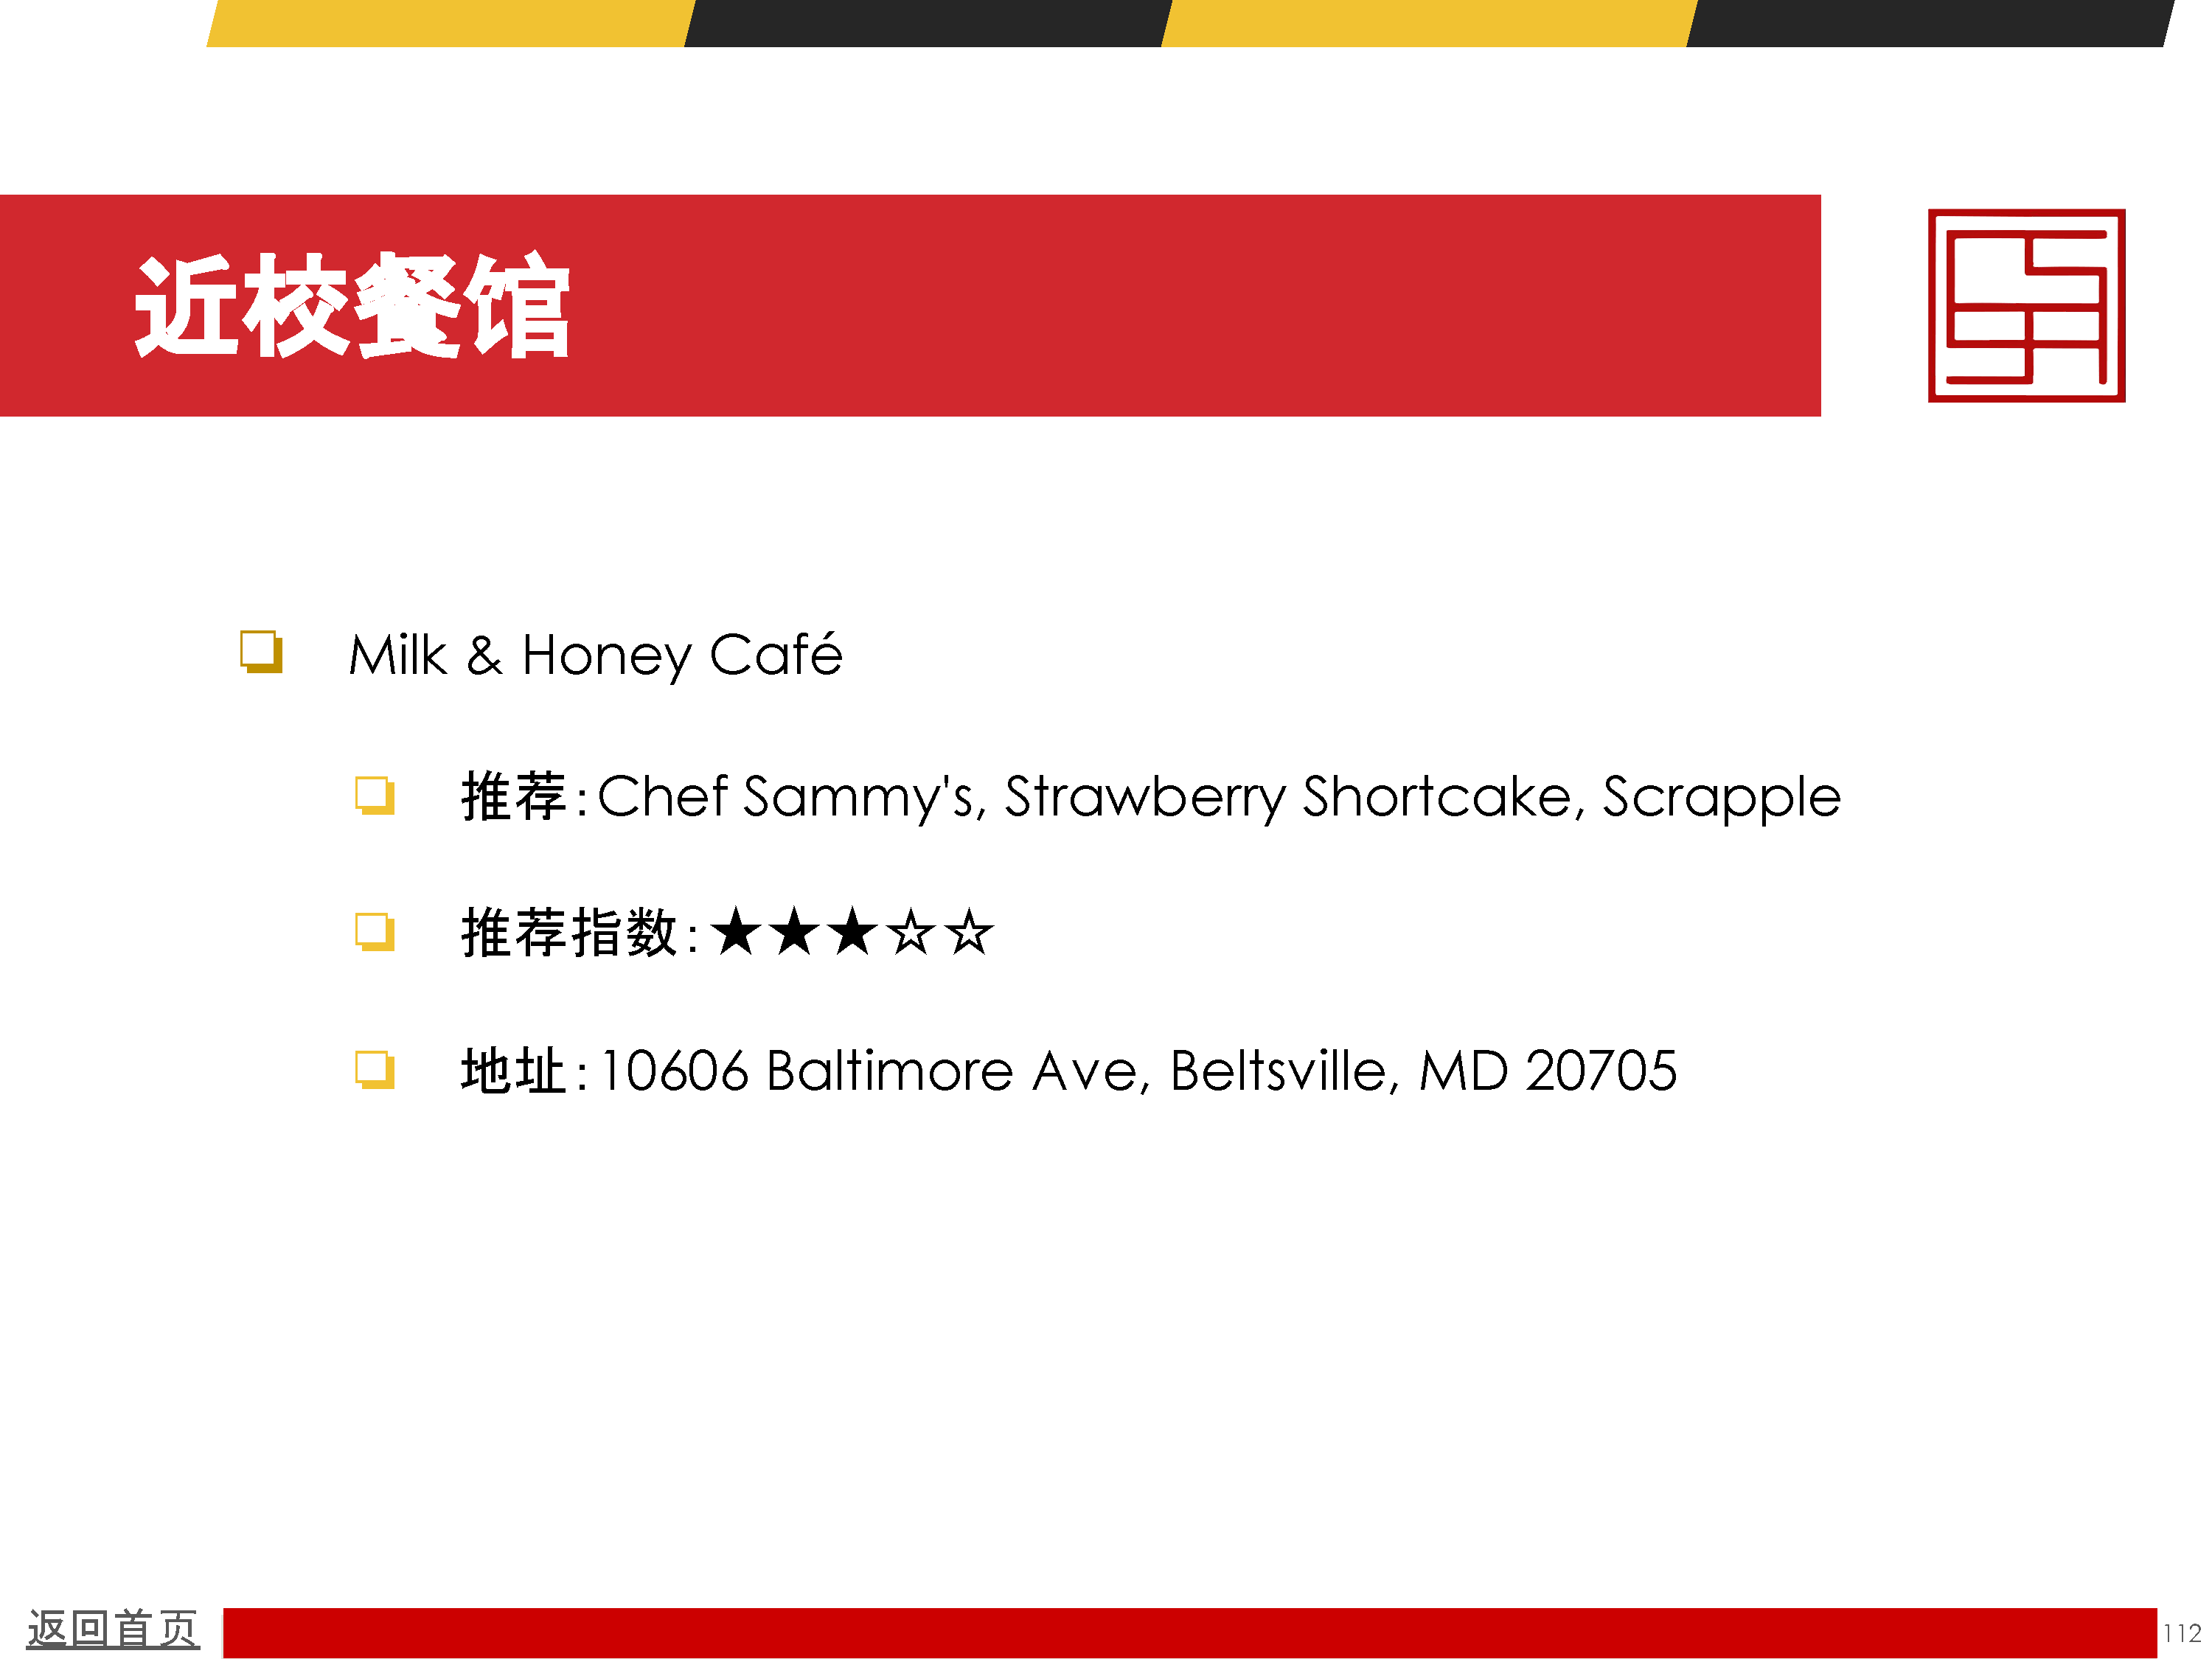 近校餐馆
Milk & Honey Café
推荐：Chef Sammy's, Strawberry Shortcake, Scrapple
推荐指数：★★★☆☆
地址：10606 Baltimore Ave, Beltsville, MD 20705
返回首页
112